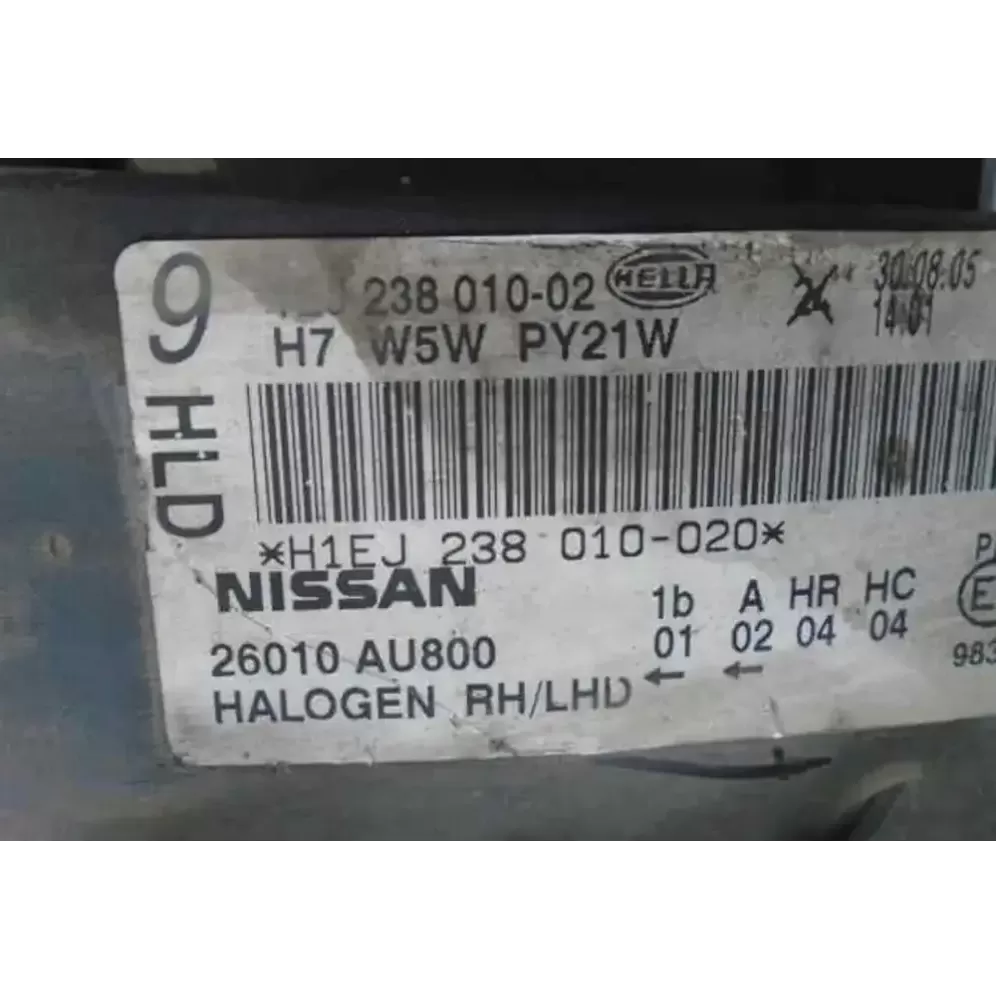 9 HLD
238 010-02 HELLA 30.08.05
H7 W5W PY21W 14:01
*H1EJ 238 010-020*
NISSAN
1b A HR HC
01 02 04 04
26010 AU800
HALOGEN RH/LHD ← ←
983